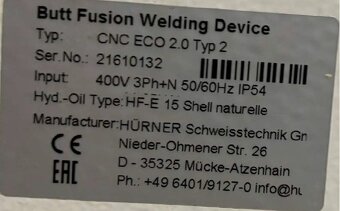 Butt Fusion Welding Device
Typ: CNC ECO 2.0 Typ 2
Ser.No.: 21610132
Input: 400V 3Ph+N 50/60Hz IP54
Hyd.-Oil Type: HF-E 15 Shell naturelle
Manufacturer: HÜRNER Schweisstechnik Gm
Nieder-Ohmener Str. 26
CE
D - 35325 Mücke-Atzenhain
EAC
Ph.: +49 6401/9127-0 info@hu